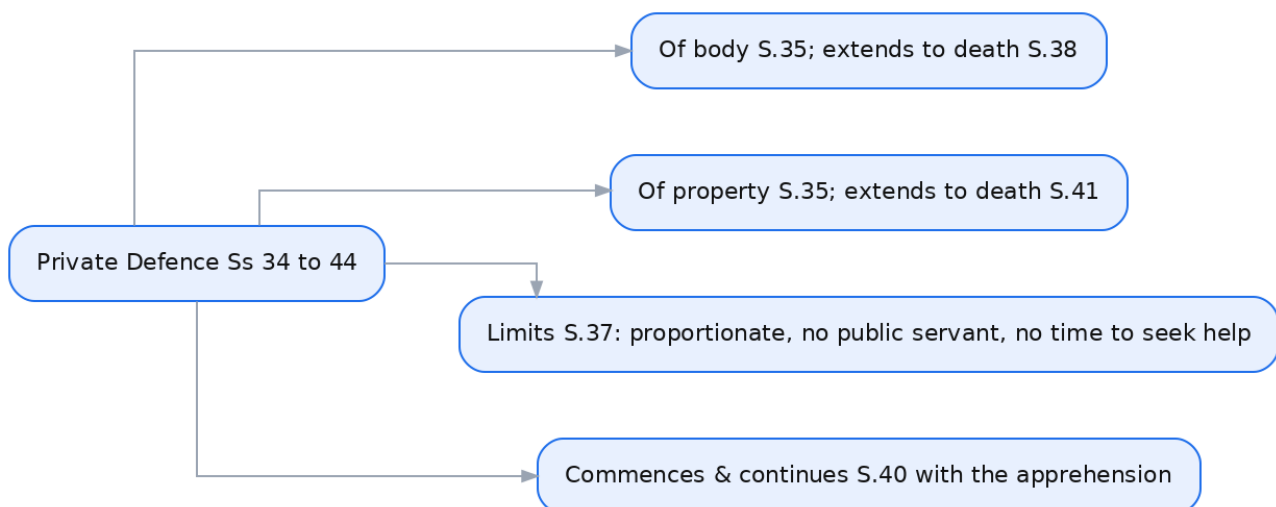 Of body S.35; extends to death S.38
Of property S.35; extends to death S.41
Private Defence Ss 34 to 44
Limits S.37: proportionate, no public servant, no time to seek help
Commences & continues S.40 with the apprehension